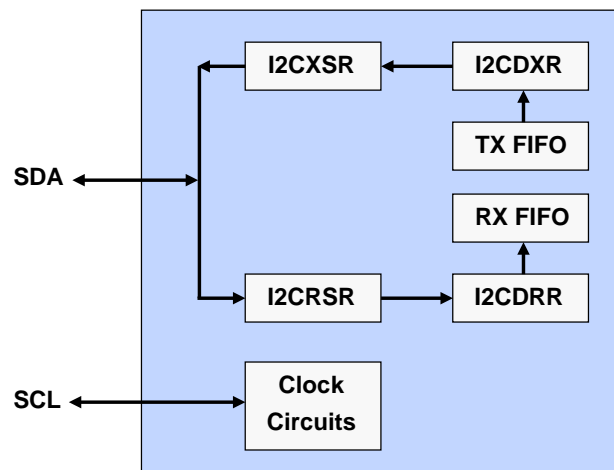 I2CXSR
I2CDXR
TX FIFO
SDA
RX FIFO
I2CRSR
I2CDRR
SCL
Clock
Circuits